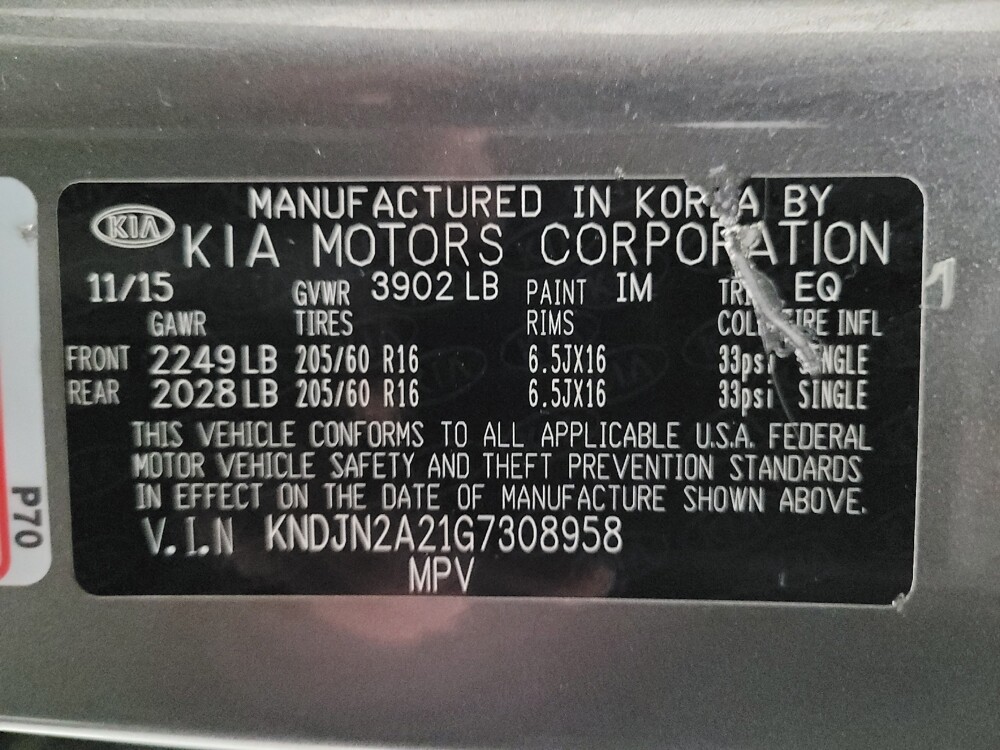 MANUFACTURED IN KOREA BY
KIA
KIA MOTORS CORPORATION
11/15 GVWR 3902 LB PAINT IM TRIM EQ
GAWR TIRES RIMS COLD TIRE INFL
FRONT 2249 LB 205/60 R16 6.5JX16 33psi SINGLE
REAR 2028 LB 205/60 R16 6.5JX16 33psi SINGLE
THIS VEHICLE CONFORMS TO ALL APPLICABLE U.S.A. FEDERAL
MOTOR VEHICLE SAFETY AND THEFT PREVENTION STANDARDS
IN EFFECT ON THE DATE OF MANUFACTURE SHOWN ABOVE.
V.I.N KNDJN2A21G7308958
MPV
P70
1